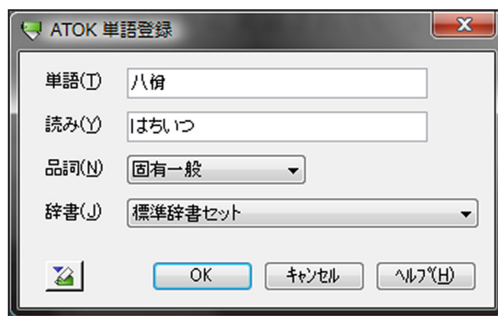 ATOK 単語登録
単語(T) 八佾
読み(Y) はちいつ
品詞(N) 固有一般
辞書(J) 標準辞書セット
OK キャンセル ヘルプ(H)